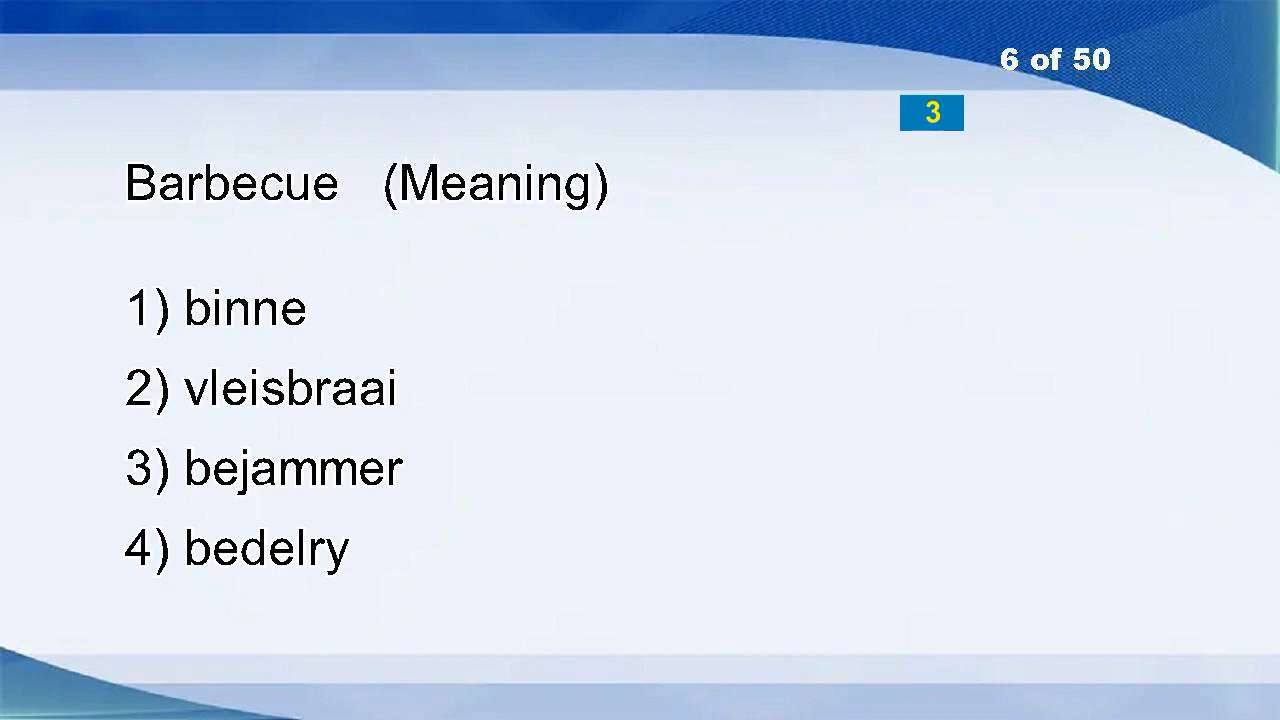 6 of 50
3
Barbecue (Meaning)
1) binne
2) vleisbraai
3) bejammer
4) bedelry